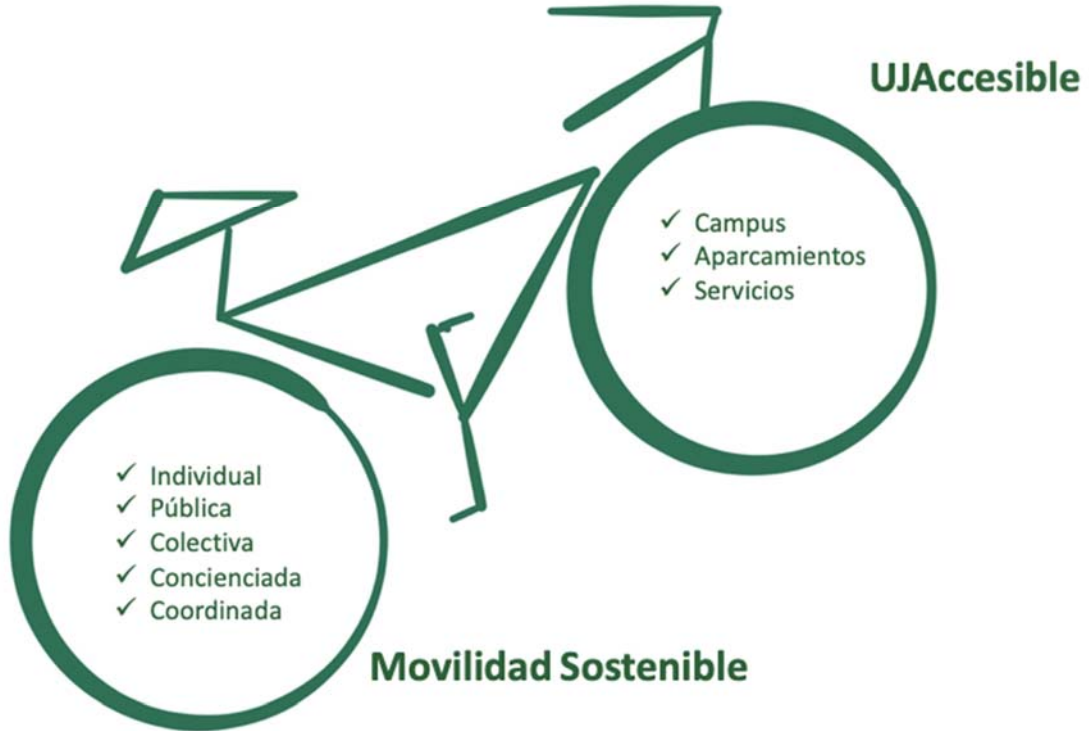 UJAccesible
✓ Campus
✓ Aparcamientos
✓ Servicios
✓ Individual
✓ Pública
✓ Colectiva
✓ Concienciada
✓ Coordinada
Movilidad Sostenible